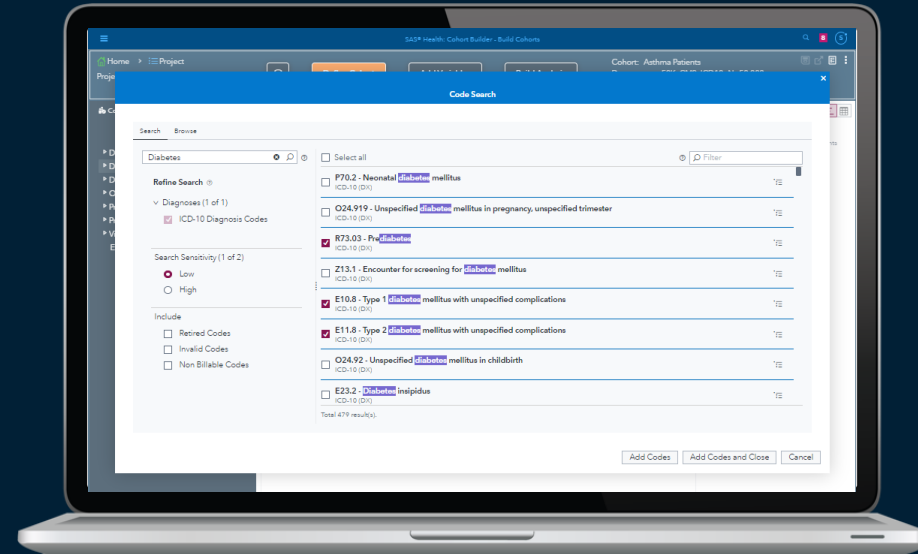 SAS® Health: Cohort Builder - Build Cohorts
8
S
Home > Project
Cohort: Asthma Patients
Code Search
Search Browse
Diabetes
Select all
Filter
Refine Search
Diagnoses (1 of 1)
ICD-10 Diagnosis Codes
Search Sensitivity (1 of 2)
Low
High
Include
Retired Codes
Invalid Codes
Non Billable Codes
P70.2 - Neonatal diabetes mellitus
ICD-10 (DX)
O24.919 - Unspecified diabetes mellitus in pregnancy, unspecified trimester
ICD-10 (DX)
R73.03 - Prediabetes
ICD-10 (DX)
Z13.1 - Encounter for screening for diabetes mellitus
ICD-10 (DX)
E10.8 - Type 1 diabetes mellitus with unspecified complications
ICD-10 (DX)
E11.8 - Type 2 diabetes mellitus with unspecified complications
ICD-10 (DX)
O24.92 - Unspecified diabetes mellitus in childbirth
ICD-10 (DX)
E23.2 - Diabetes insipidus
ICD-10 (DX)
Total 479 result(s).
Add Codes Add Codes and Close Cancel